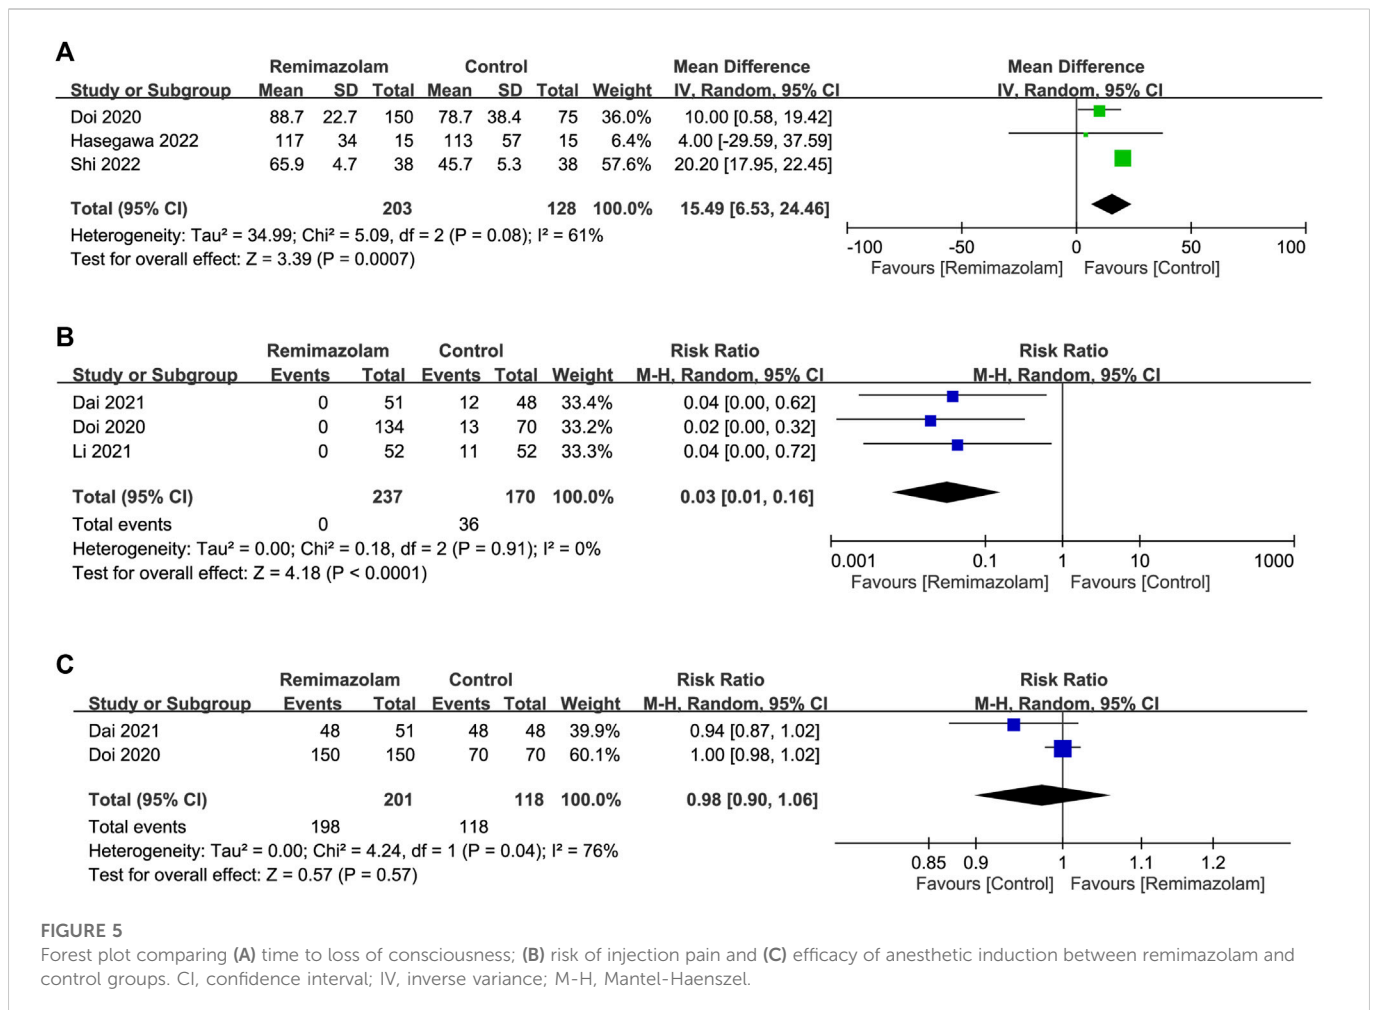 A
Remimazolam Control Mean Difference Mean Difference
Study or Subgroup Mean SD Total Mean SD Total Weight IV, Random, 95% CI IV, Random, 95% CI
Doi 2020 88.7 22.7 150 78.7 38.4 75 36.0% 10.00 [0.58, 19.42]
Hasegawa 2022 117 34 15 113 57 15 6.4% 4.00 [-29.59, 37.59]
Shi 2022 65.9 4.7 38 45.7 5.3 38 57.6% 20.20 [17.95, 22.45]
Total (95% CI) 203 128 100.0% 15.49 [6.53, 24.46]
Heterogeneity: Tau² = 34.99; Chi² = 5.09, df = 2 (P = 0.08); I² = 61%
Test for overall effect: Z = 3.39 (P = 0.0007)
-100 -50 0 50 100
Favours [Remimazolam] Favours [Control]
B
Remimazolam Control Risk Ratio Risk Ratio
Study or Subgroup Events Total Events Total Weight M-H, Random, 95% CI M-H, Random, 95% CI
Dai 2021 0 51 12 48 33.4% 0.04 [0.00, 0.62]
Doi 2020 0 134 13 70 33.2% 0.02 [0.00, 0.32]
Li 2021 0 52 11 52 33.3% 0.04 [0.00, 0.72]
Total (95% CI) 237 170 100.0% 0.03 [0.01, 0.16]
Total events 0 36
Heterogeneity: Tau² = 0.00; Chi² = 0.18, df = 2 (P = 0.91); I² = 0%
Test for overall effect: Z = 4.18 (P < 0.0001)
0.001 0.1 1 10 1000
Favours [Remimazolam] Favours [Control]
C
Remimazolam Control Risk Ratio Risk Ratio
Study or Subgroup Events Total Events Total Weight M-H, Random, 95% CI M-H, Random, 95% CI
Dai 2021 48 51 48 48 39.9% 0.94 [0.87, 1.02]
Doi 2020 150 150 70 70 60.1% 1.00 [0.98, 1.02]
Total (95% CI) 201 118 100.0% 0.98 [0.90, 1.06]
Total events 198 118
Heterogeneity: Tau² = 0.00; Chi² = 4.24, df = 1 (P = 0.04); I² = 76%
Test for overall effect: Z = 0.57 (P = 0.57)
0.85 0.9 1 1.1 1.2
Favours [Control] Favours [Remimazolam]
FIGURE 5
Forest plot comparing (A) time to loss of consciousness; (B) risk of injection pain and (C) efficacy of anesthetic induction between remimazolam and
control groups. CI, confidence interval; IV, inverse variance; M-H, Mantel-Haenszel.